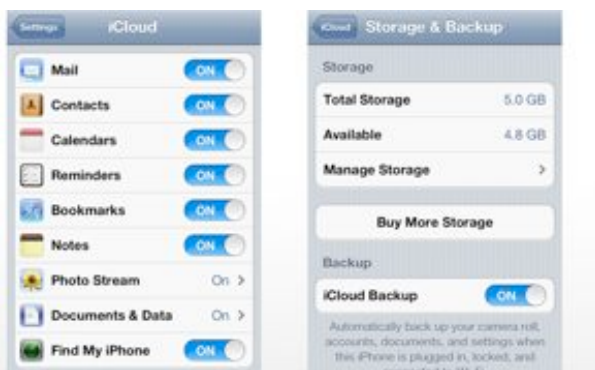 Settings
iCloud
Mail ON
Contacts ON
Calendars ON
Reminders ON
Bookmarks ON
Notes ON
Photo Stream On
Documents & Data On
Find My iPhone ON
iCloud
Storage & Backup
Storage
Total Storage 5.0 GB
Available 4.8 GB
Manage Storage
Buy More Storage
Backup
iCloud Backup ON
Automatically back up your camera roll,
accounts, documents, and settings when
this iPhone is plugged in, locked, and